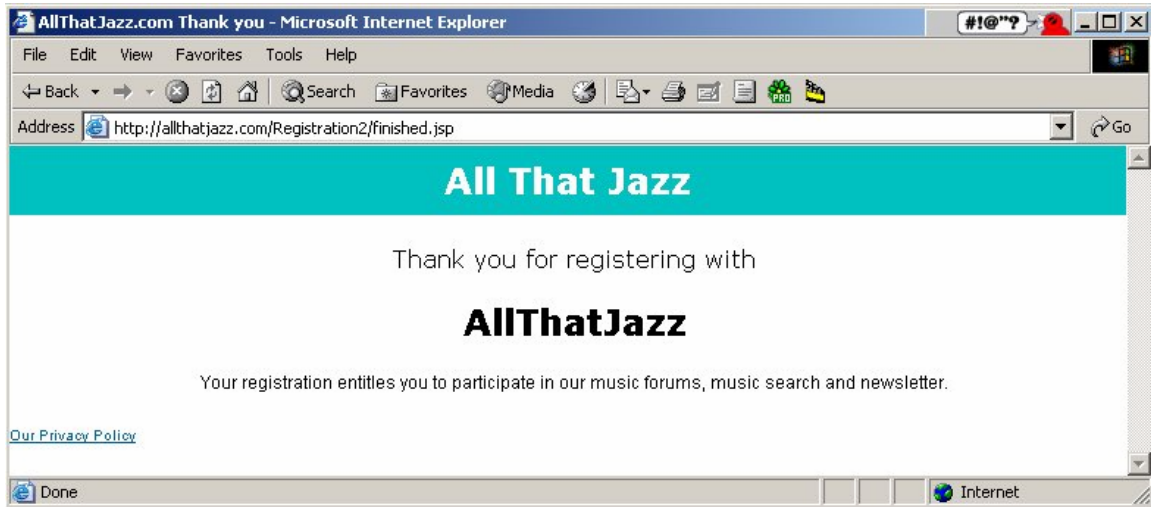 AllThatJazz.com Thank you - Microsoft Internet Explorer #!@"?
File Edit View Favorites Tools Help
Back Search Favorites Media PRO
Address http://allthatjazz.com/Registration2/finished.jsp Go
All That Jazz
Thank you for registering with
AllThatJazz
Your registration entitles you to participate in our music forums, music search and newsletter.
Our Privacy Policy
Done Internet